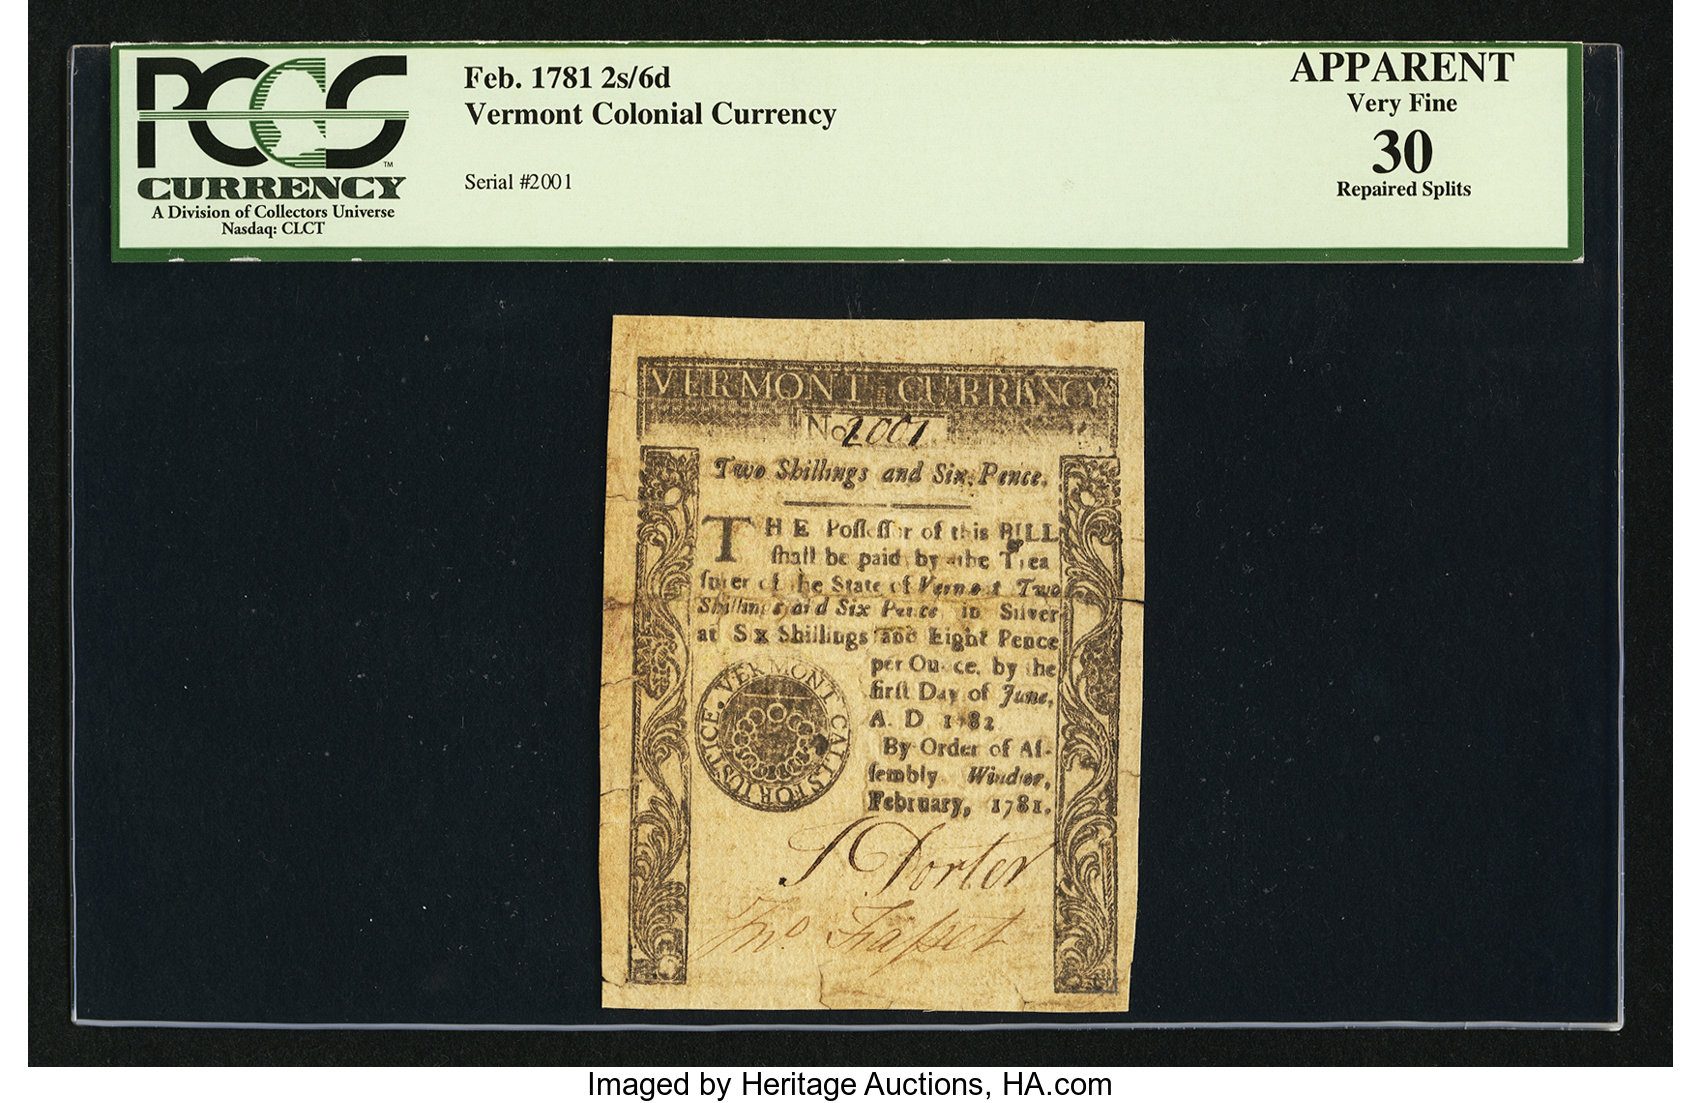 PCGS
™
CURRENCY
A Division of Collectors Universe
Nasdaq: CLCT
Feb. 1781 2s/6d
Vermont Colonial Currency
Serial #2001
APPARENT
Very Fine
30
Repaired Splits
VERMONT CURRENCY
No. 2001
Two Shillings and Six-Pence.
THE Poſſeſſor of this BILL
ſhall be paid by the Trea
ſurer of the State of Vermont Two
Shillings and Six Pence in Silver
at Six Shillings and Eight Pence
per Ounce, by the
firſt Day of June,
A. D 1782
By Order of Aſ-
ſembly Windsor,
February, 1781.
VERMONT CALLS FOR JUSTICE.
Tho Fasset
Imaged by Heritage Auctions, HA.com